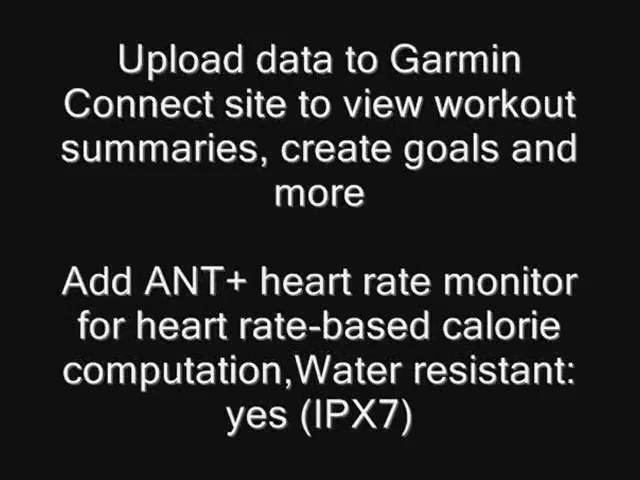 Upload data to Garmin
Connect site to view workout
summaries, create goals and
more
Add ANT+ heart rate monitor
for heart rate-based calorie
computation,Water resistant:
yes (IPX7)